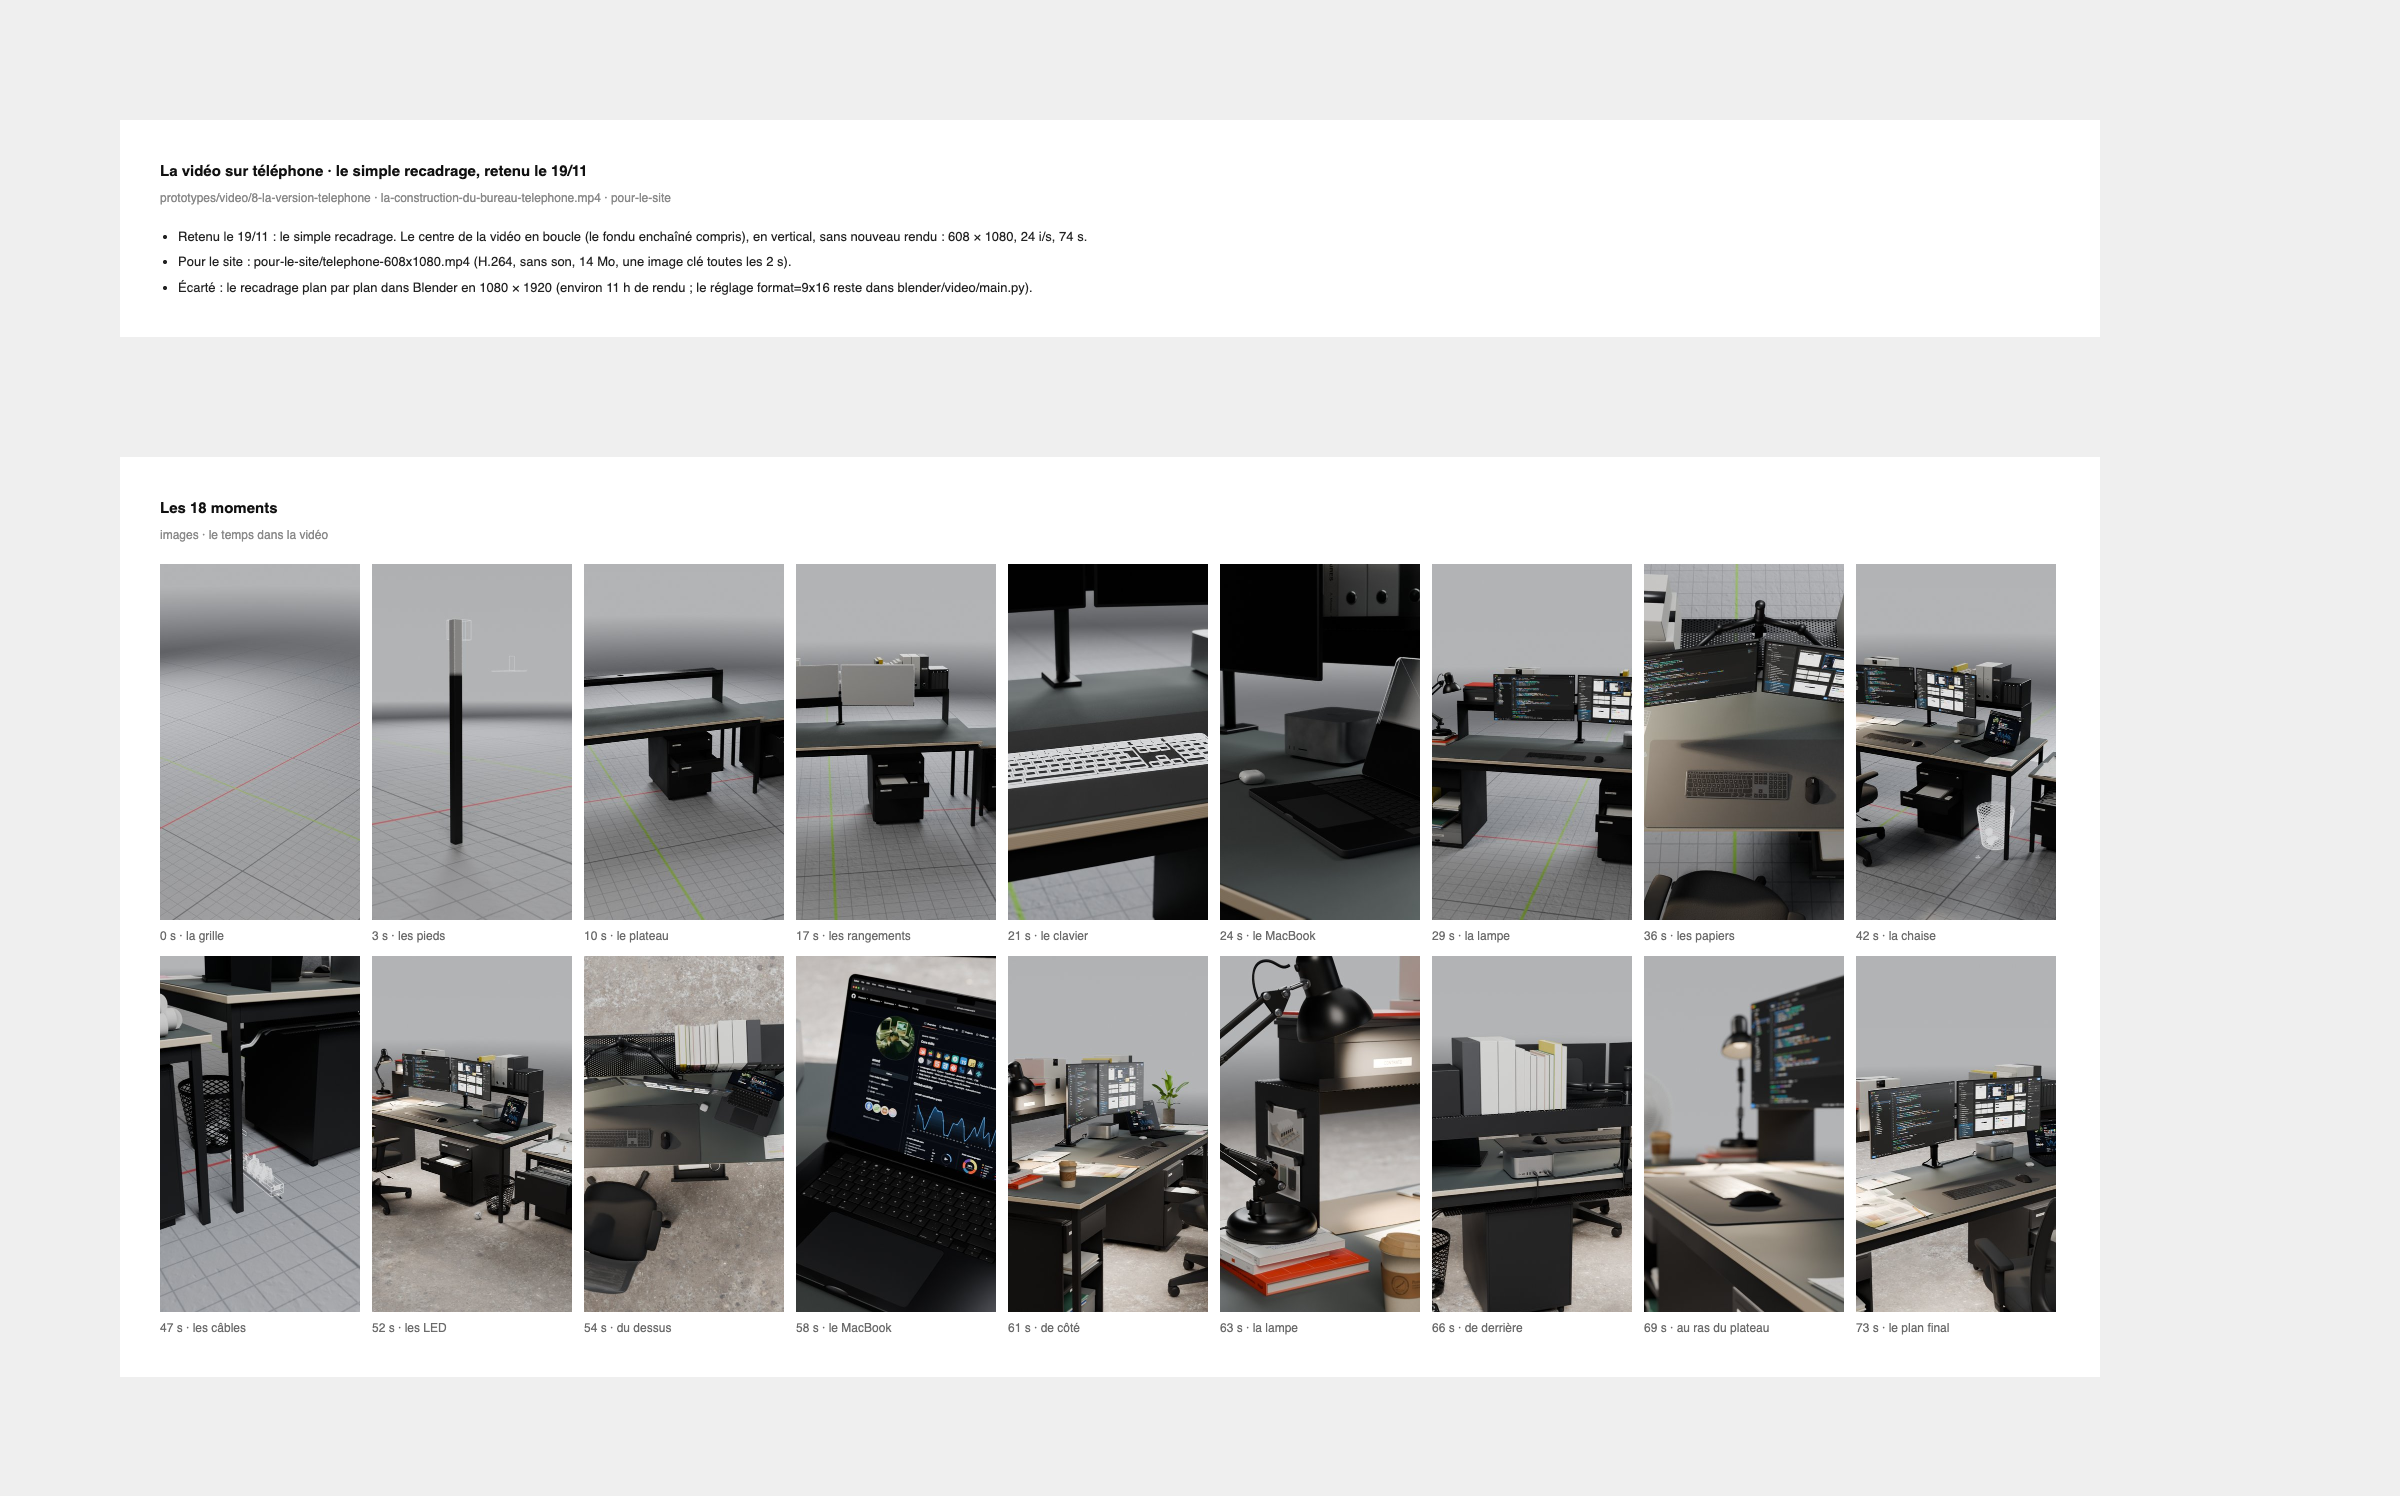 La vidéo sur téléphone · le simple recadrage, retenu le 19/11
prototypes/video/8-la-version-telephone · la-construction-du-bureau-telephone.mp4 · pour-le-site
• Retenu le 19/11 : le simple recadrage. Le centre de la vidéo en boucle (le fondu enchaîné compris), en vertical, sans nouveau rendu : 608 × 1080, 24 i/s, 74 s.
• Pour le site : pour-le-site/telephone-608x1080.mp4 (H.264, sans son, 14 Mo, une image clé toutes les 2 s).
• Écarté : le recadrage plan par plan dans Blender en 1080 × 1920 (environ 11 h de rendu ; le réglage format=9x16 reste dans blender/video/main.py).
Les 18 moments
images · le temps dans la vidéo
0 s · la grille
3 s · les pieds
10 s · le plateau
17 s · les rangements
21 s · le clavier
24 s · le MacBook
29 s · la lampe
36 s · les papiers
42 s · la chaise
47 s · les câbles
52 s · les LED
54 s · du dessus
58 s · le MacBook
61 s · de côté
63 s · la lampe
66 s · de derrière
69 s · au ras du plateau
73 s · le plan final